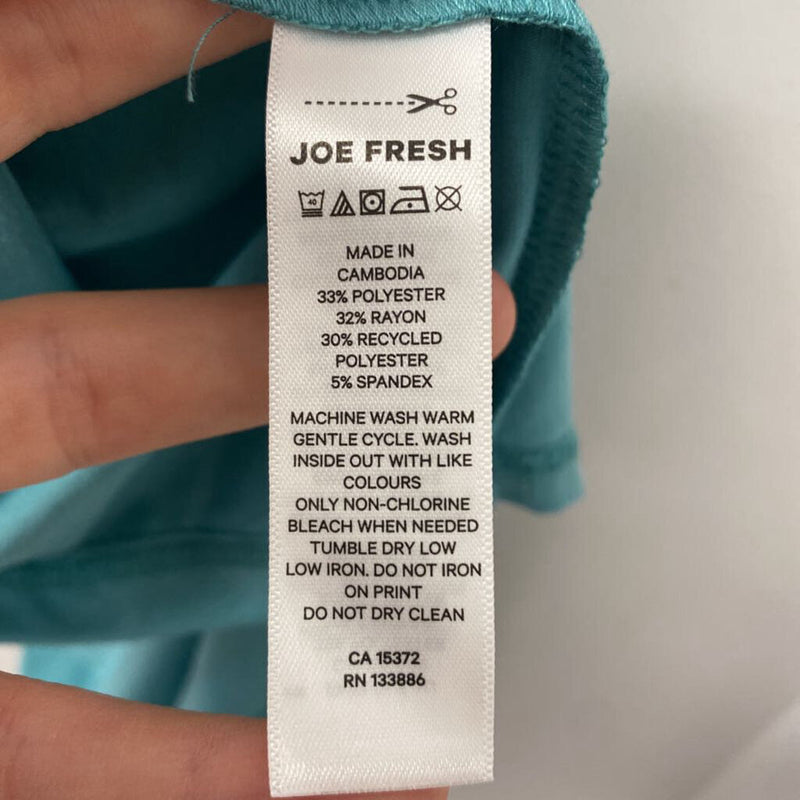 JOE FRESH
40
MADE IN
CAMBODIA
33% POLYESTER
32% RAYON
30% RECYCLED
POLYESTER
5% SPANDEX
MACHINE WASH WARM
GENTLE CYCLE. WASH
INSIDE OUT WITH LIKE
COLOURS
ONLY NON-CHLORINE
BLEACH WHEN NEEDED
TUMBLE DRY LOW
LOW IRON. DO NOT IRON
ON PRINT
DO NOT DRY CLEAN
CA 15372
RN 133886